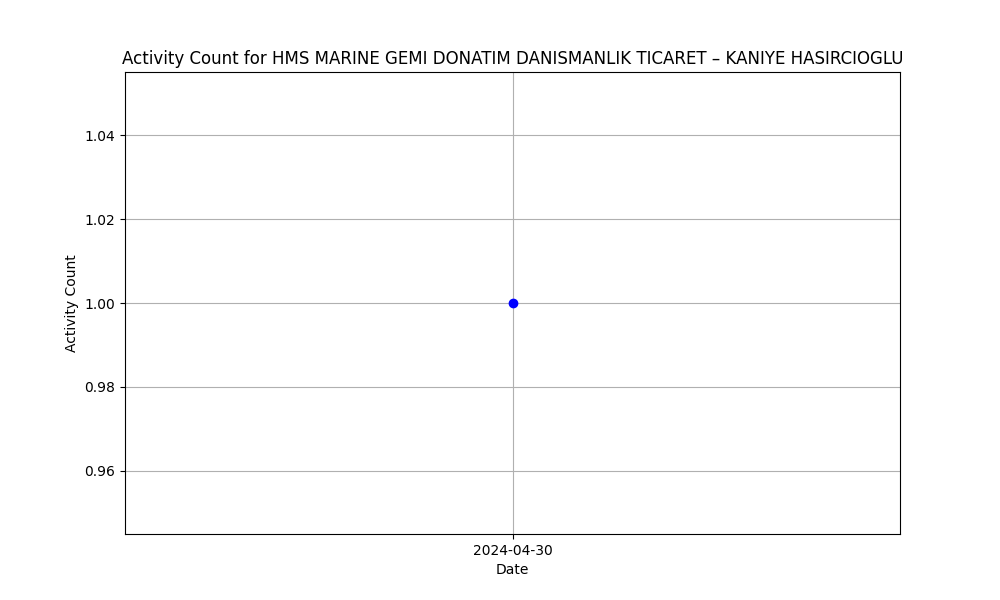 Activity Count for HMS MARINE GEMI DONATIM DANISMANLIK TICARET – KANIYE HASIRCIOGLU
1.04
1.02
1.00
0.98
0.96
Activity Count
2024-04-30
Date